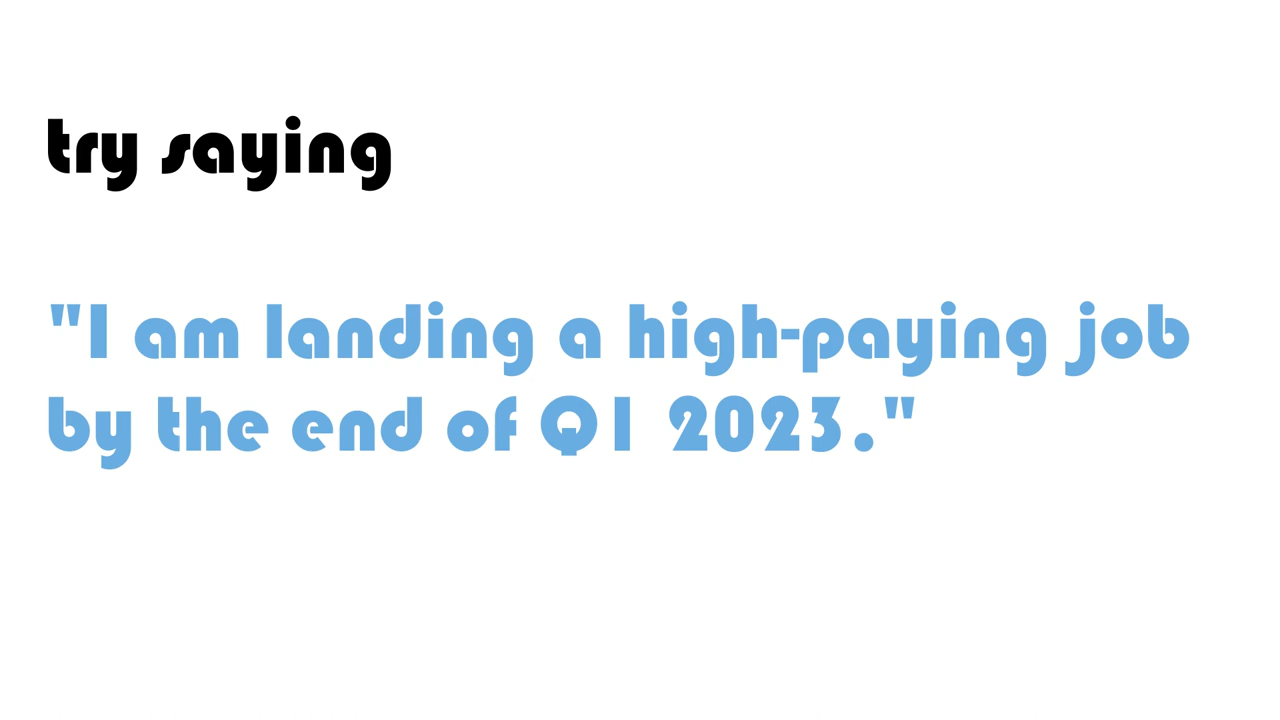 try saying
"I am landing a high-paying job
by the end of Q1 2023."